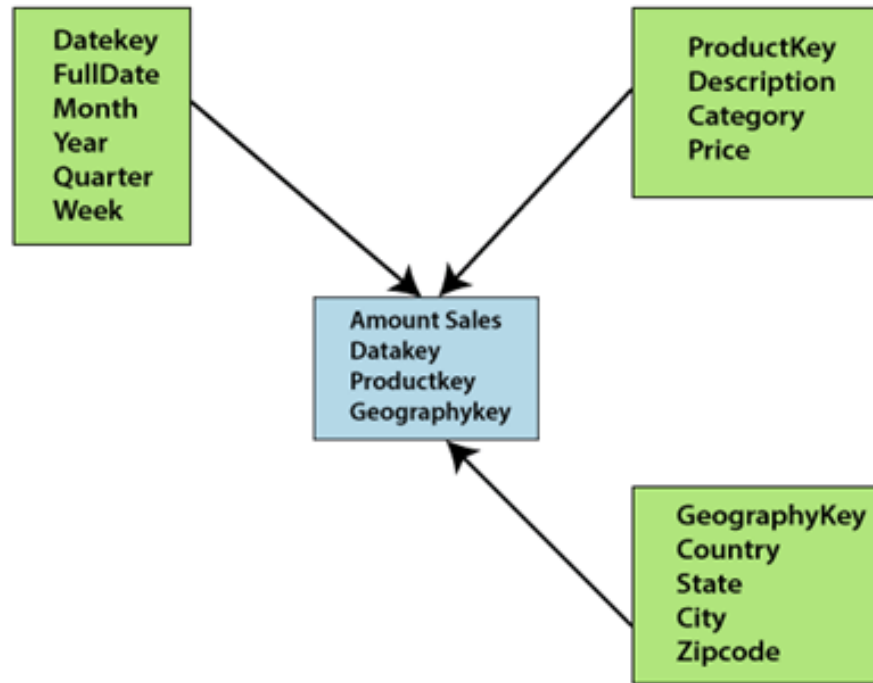 Datekey
FullDate
Month
Year
Quarter
Week
ProductKey
Description
Category
Price
Amount Sales
Datakey
Productkey
Geographykey
GeographyKey
Country
State
City
Zipcode